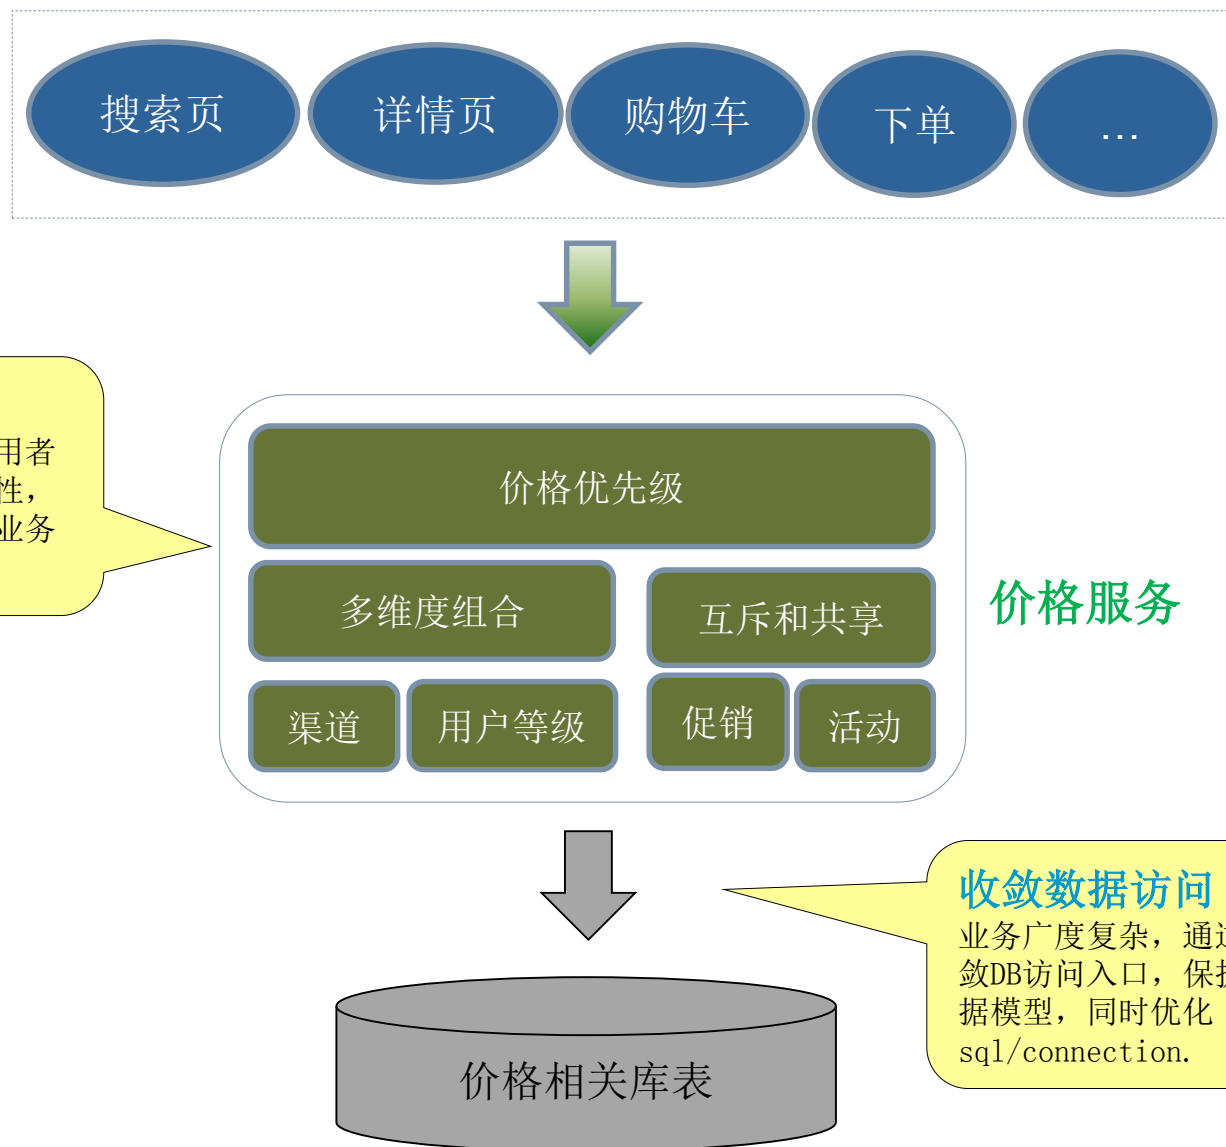 搜索页
详情页
购物车
下单
...
用者
性,
业务
价格优先级
多维度组合
互斥和共享
渠道
用户等级
促销
活动
价格服务
收敛数据访问
业务广度复杂, 通过
敛DB访问入口, 保护
据模型, 同时优化
sql/connection.
价格相关库表